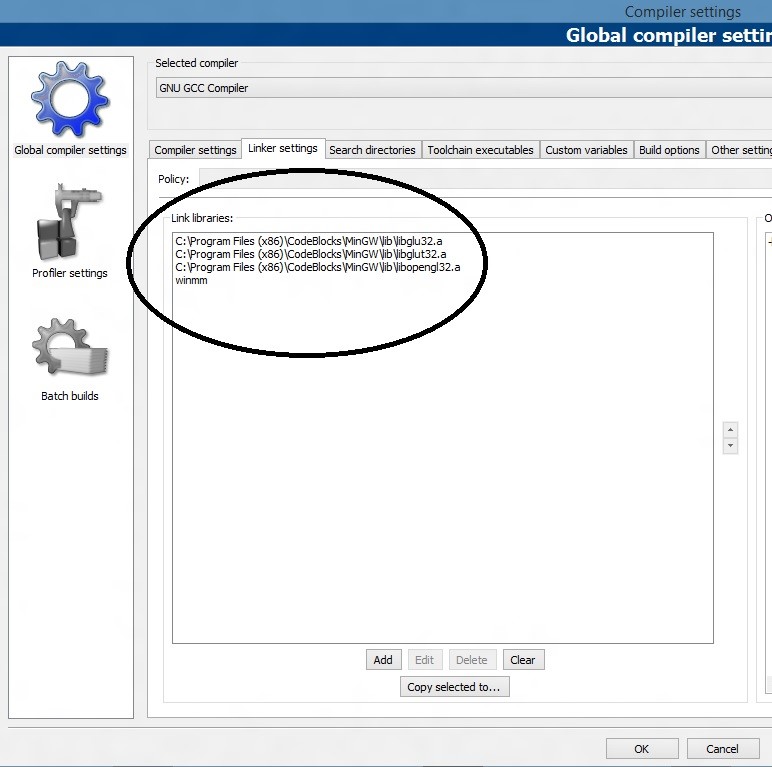 Compiler settings
Global compiler settin
Global compiler settings
Profiler settings
Batch builds
Selected compiler
GNU GCC Compiler
Compiler settings
Linker settings
Search directories
Toolchain executables
Custom variables
Build options
Other setting
Policy:
Link libraries:
C:\Program Files (x86)\CodeBlocks\MinGW\lib\libglu32.a
C:\Program Files (x86)\CodeBlocks\MinGW\lib\libglut32.a
C:\Program Files (x86)\CodeBlocks\MinGW\lib\libopengl32.a
winmm
O
Add
Edit
Delete
Clear
Copy selected to...
OK
Cancel